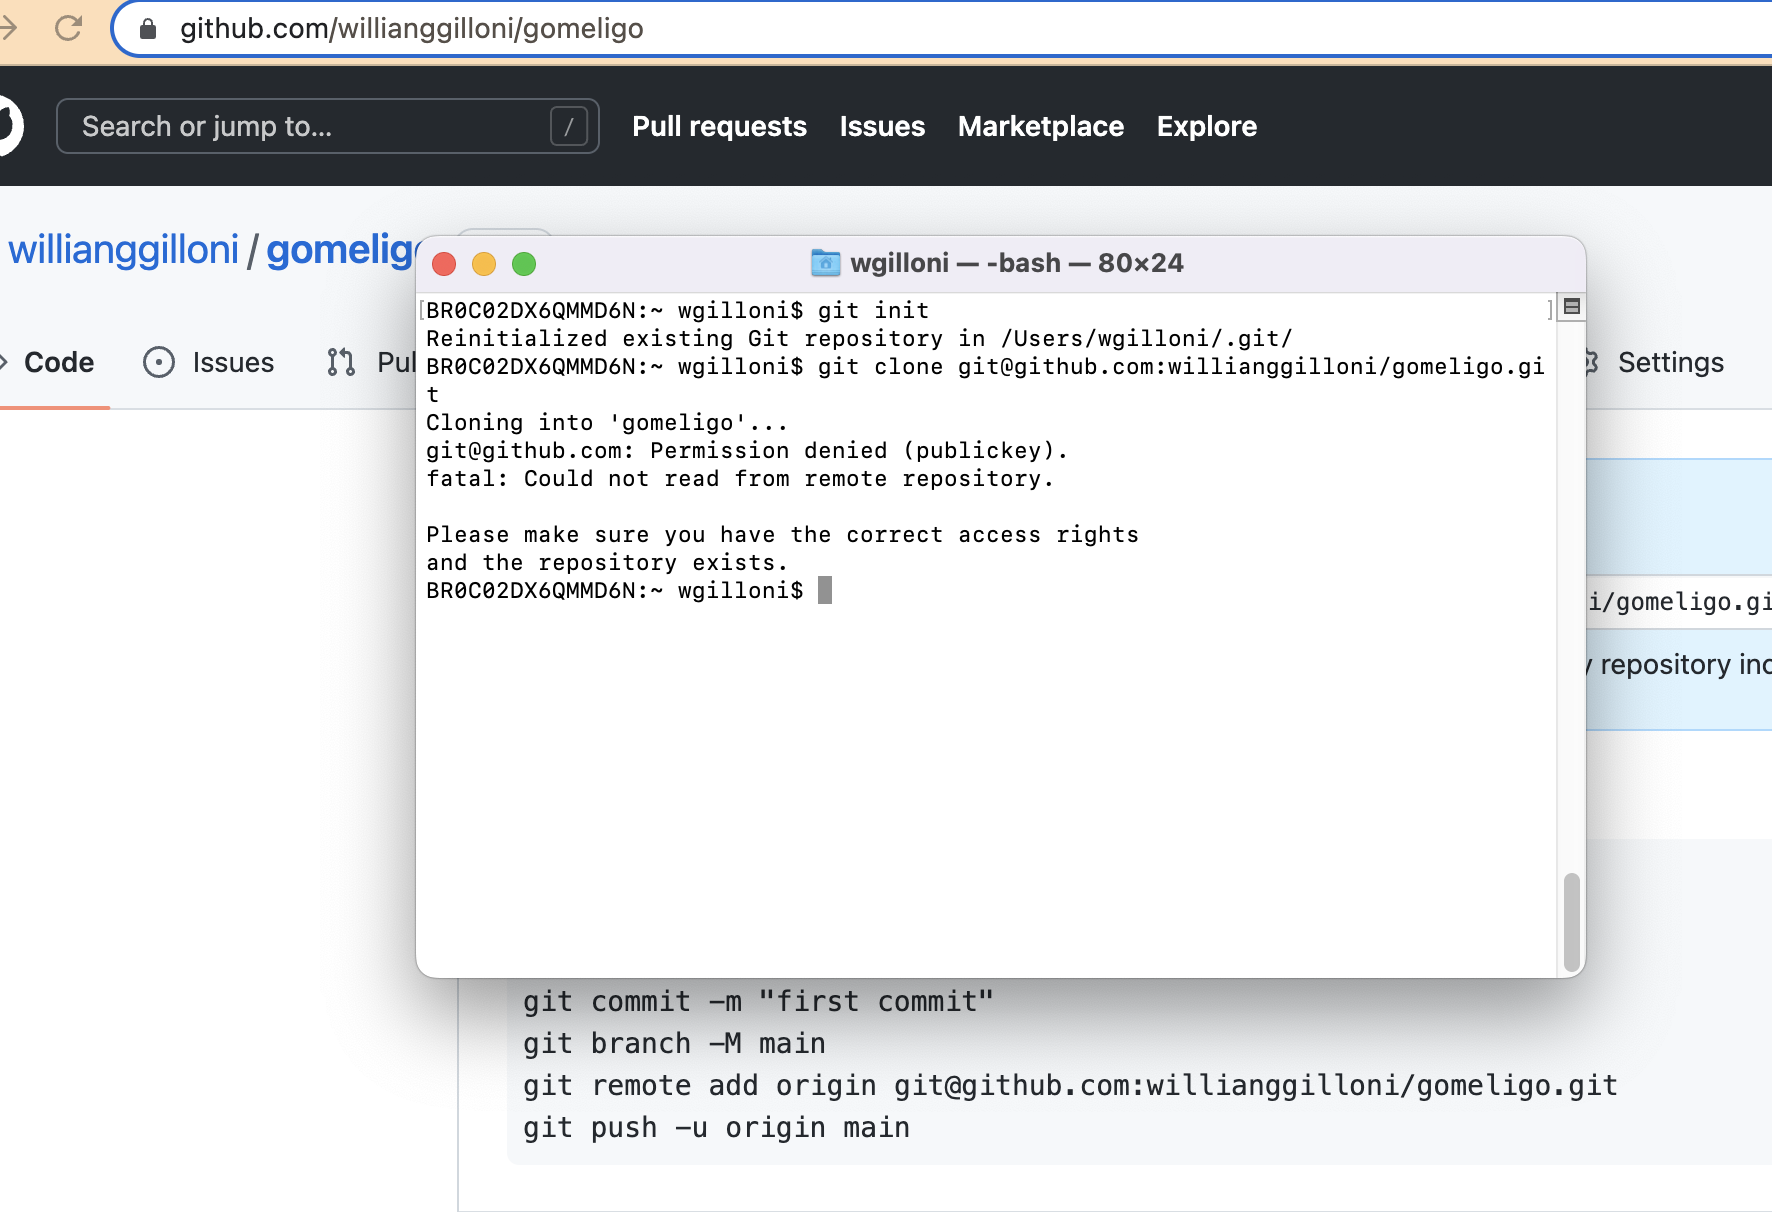 github.com/willianggilloni/gomeligo
Search or jump to... /
Pull requests Issues Marketplace Explore
willianggilloni / gomeligo
Code Issues Pul Settings
wgilloni — -bash — 80×24
[BR0C02DX6QMMD6N:~ wgilloni$ git init ]
Reinitialized existing Git repository in /Users/wgilloni/.git/
BR0C02DX6QMMD6N:~ wgilloni$ git clone git@github.com:willianggilloni/gomeligo.gi
t
Cloning into 'gomeligo'...
git@github.com: Permission denied (publickey).
fatal: Could not read from remote repository.
Please make sure you have the correct access rights
and the repository exists.
BR0C02DX6QMMD6N:~ wgilloni$
i/gomeligo.gi
y repository inc
git commit -m "first commit"
git branch -M main
git remote add origin git@github.com:willianggilloni/gomeligo.git
git push -u origin main